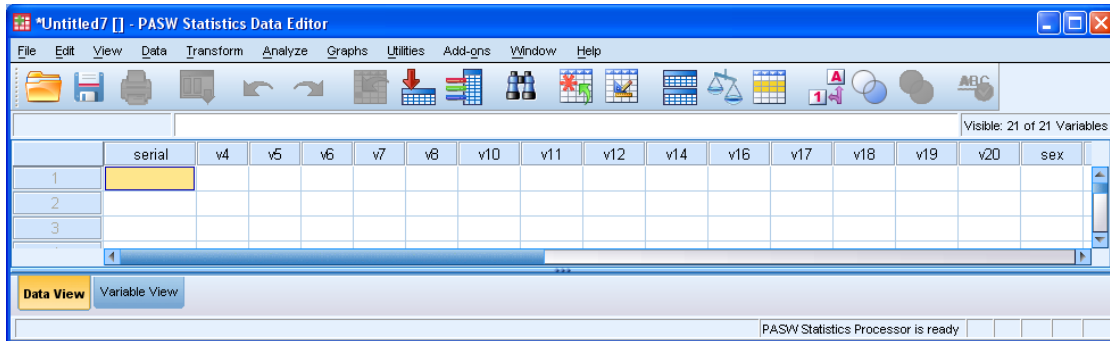 *Untitled7 [] - PASW Statistics Data Editor
File Edit View Data Transform Analyze Graphs Utilities Add-ons Window Help
A
1
ABC
Visible: 21 of 21 Variables
serial v4 v5 v6 v7 v8 v10 v11 v12 v14 v16 v17 v18 v19 v20 sex
1
2
3
Data View Variable View
PASW Statistics Processor is ready